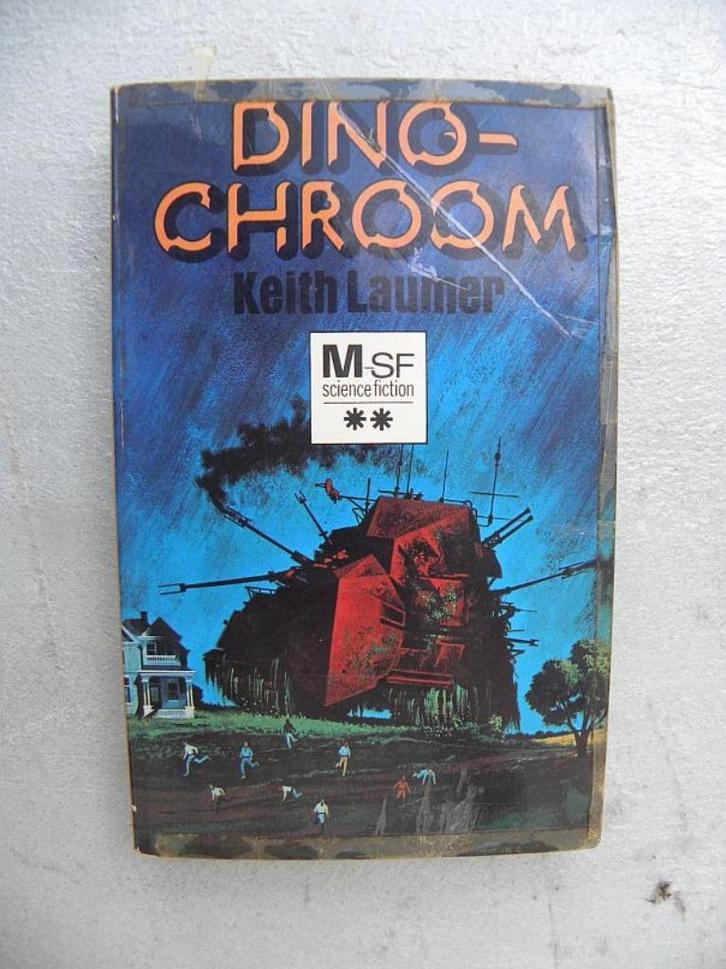 DINO-
CHROOM
Keith Laumer
M-SF
science fiction
**